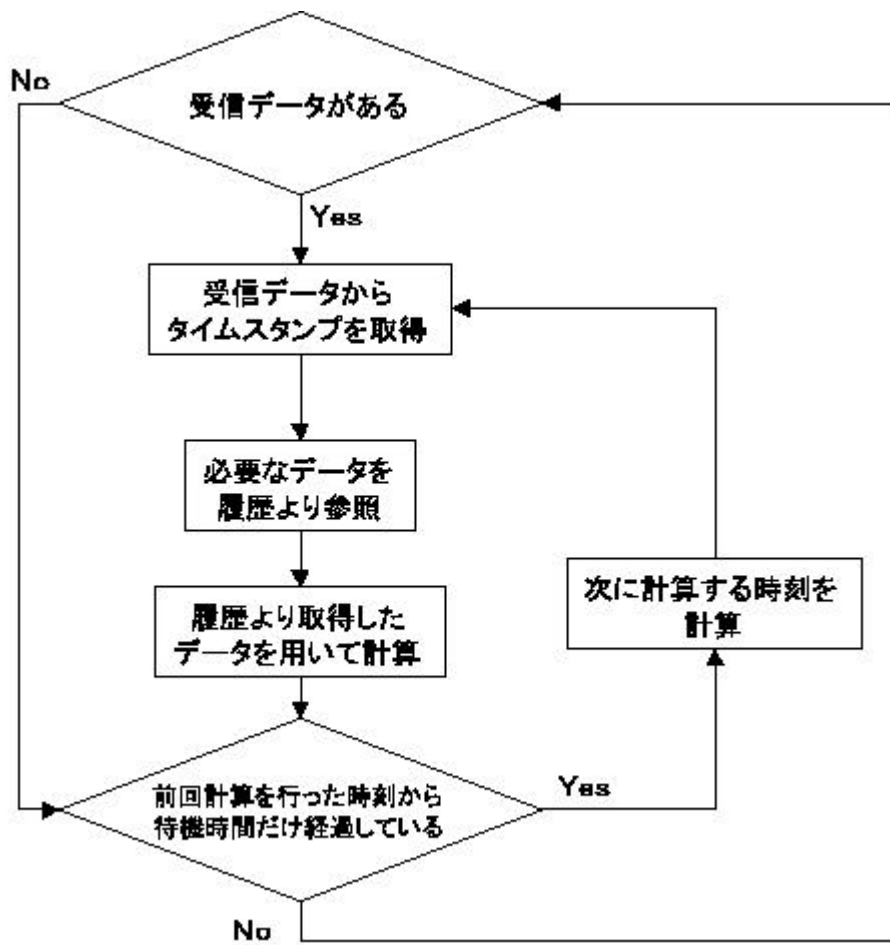 No
受信データがある
Yes
受信データから
タイムスタンプを取得
必要なデータを
履歴より参照
次に計算する時刻を
計算
履歴より取得した
データを用いて計算
前回計算を行った時刻から
待機時間だけ経過している
Yes
No